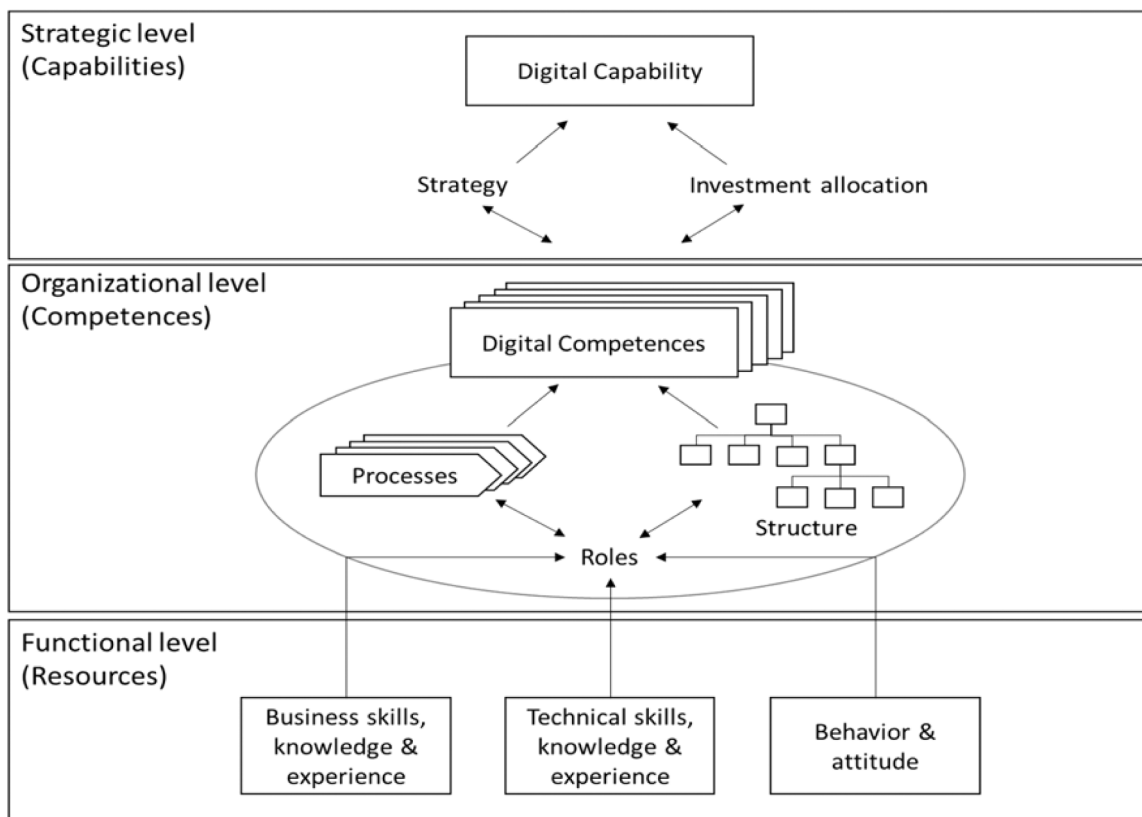 Strategic level
(Capabilities)
Digital Capability
Strategy
Investment allocation
Organizational level
(Competences)
Digital Competences
Processes
Structure
Roles
Functional level
(Resources)
Business skills,
knowledge &
experience
Technical skills,
knowledge &
experience
Behavior &
attitude